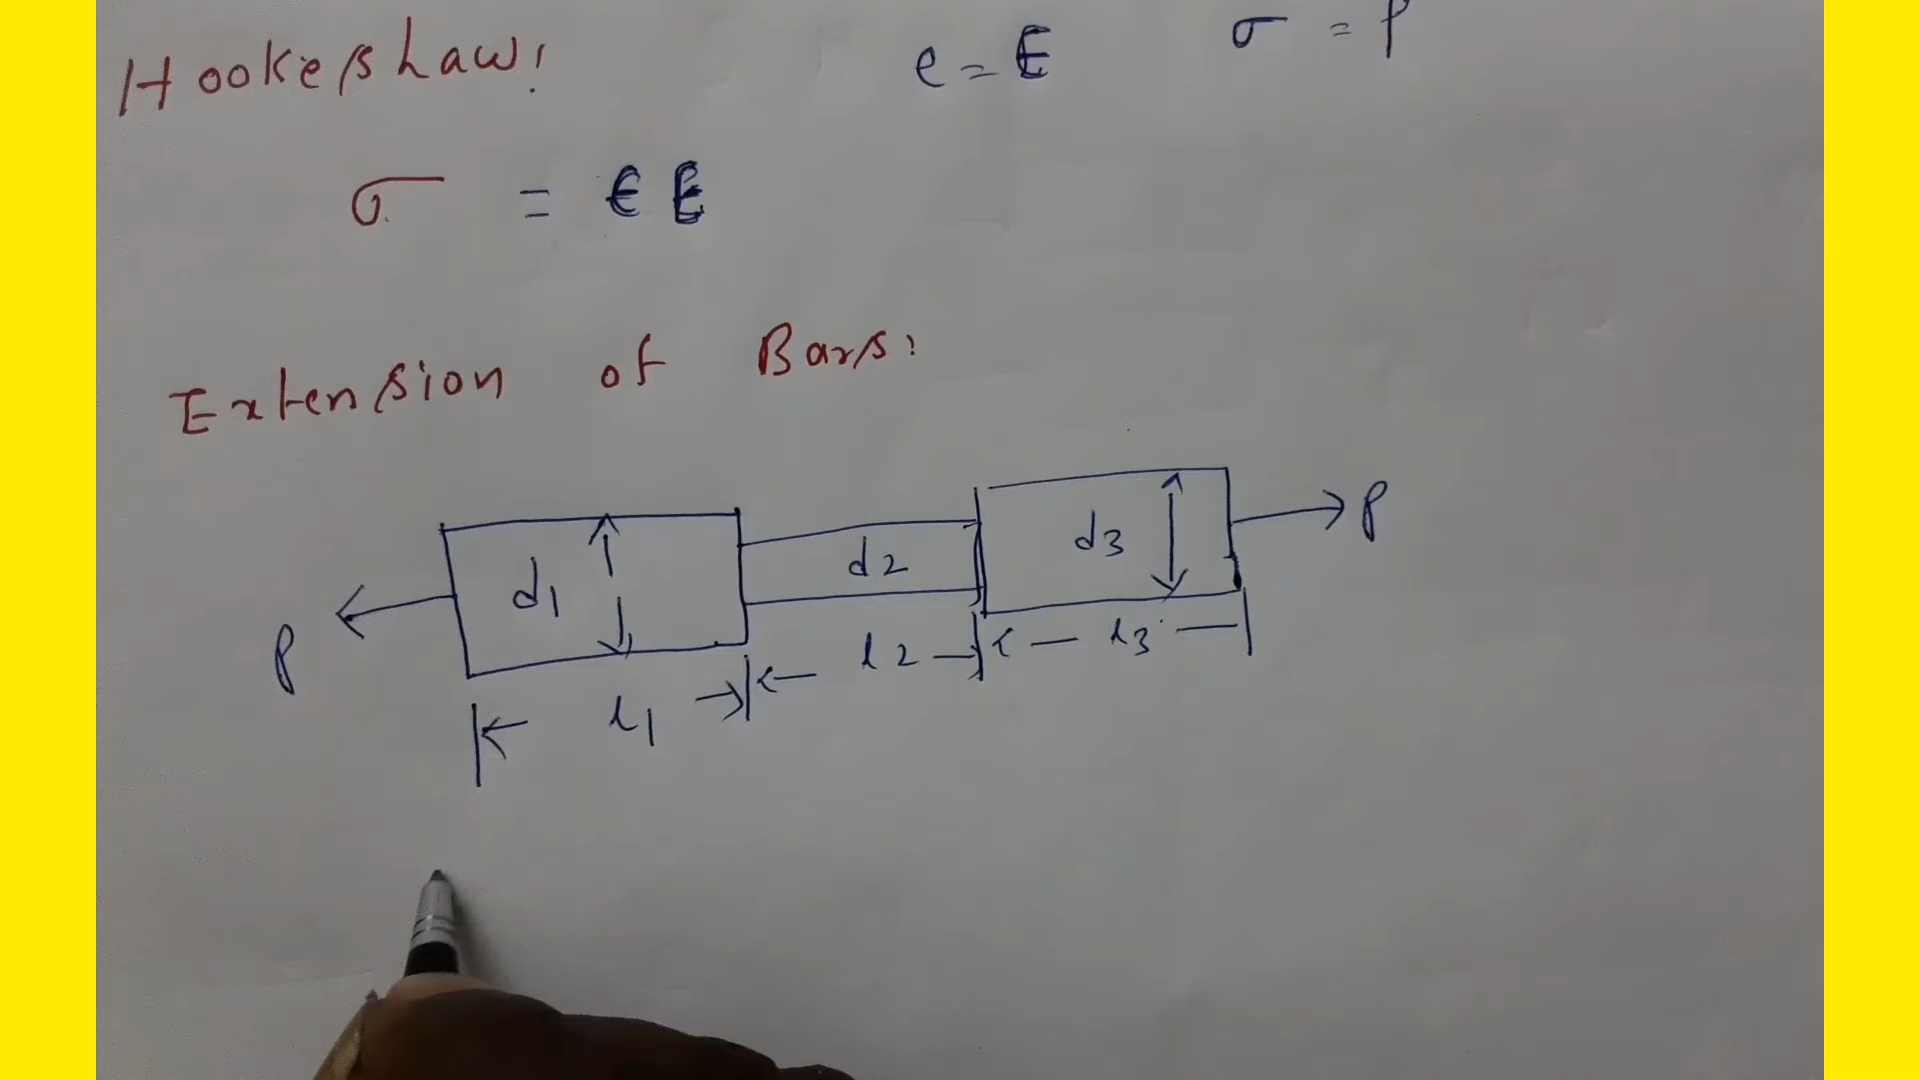 Hooke's Law:
e = E
σ = P
σ = ϵ E
Extension of Bars:
P d1 d2 d3 P
l1 l2 l3